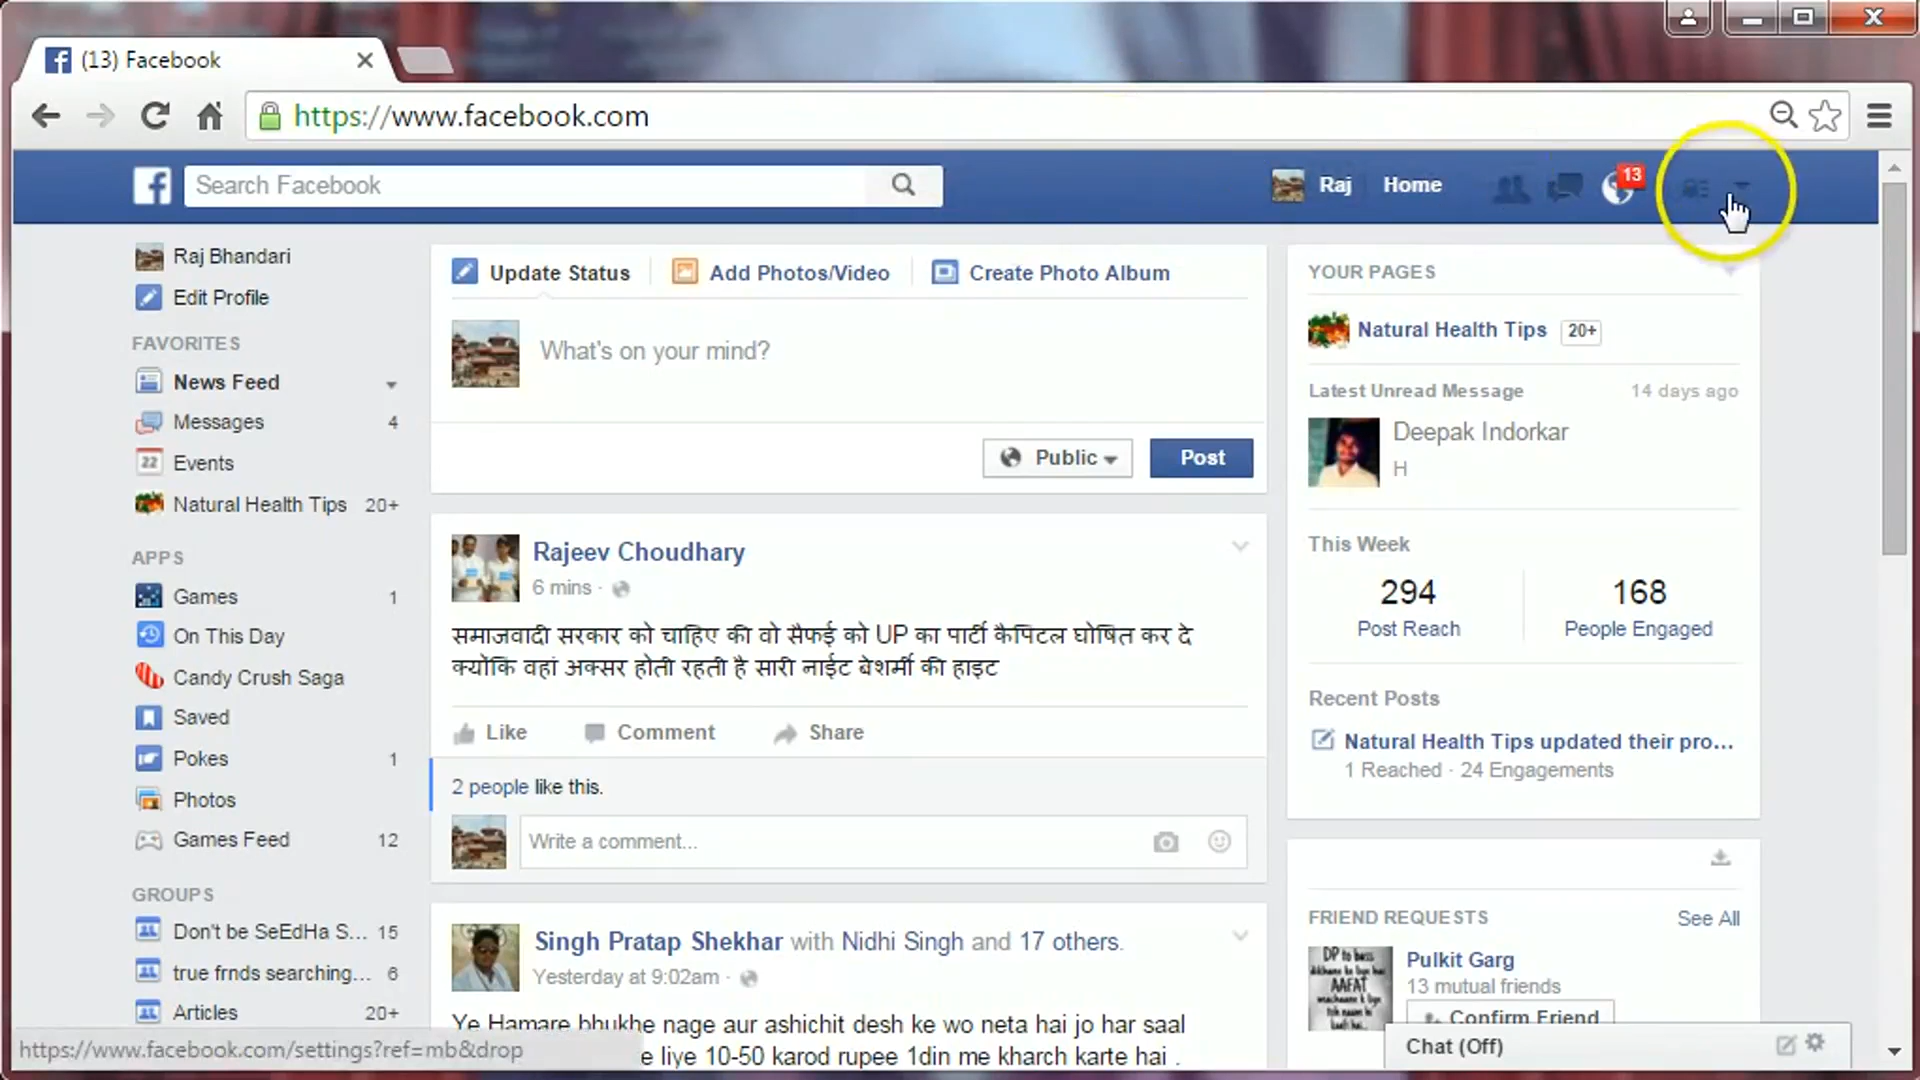 (13) Facebook
https://www.facebook.com
Search Facebook
Raj
Home
13
Raj Bhandari
Edit Profile
FAVORITES
News Feed
Messages 4
22
Events
Natural Health Tips 20+
APPS
Games 1
On This Day
Candy Crush Saga
Saved
Pokes 1
Photos
Games Feed 12
GROUPS
Don't be SeEdHa S... 15
true frnds searching... 6
Articles 20+
https://www.facebook.com/settings?ref=mb&drop
Update Status
Add Photos/Video
Create Photo Album
What's on your mind?
Public
Post
Rajeev Choudhary
6 mins ·
समाजवादी सरकार को चाहिए की वो सैफई को UP का पार्टी कैपिटल घोषित कर दे
क्योंकि वहां अक्सर होती रहती है सारी नाईट बेशर्मी की हाइट
Like
Comment
Share
2 people like this.
Write a comment...
Singh Pratap Shekhar with Nidhi Singh and 17 others.
Yesterday at 9:02am ·
Ye Hamare bhukhe nage aur ashichit desh ke wo neta hai jo har saal
liye 10-50 karod rupee 1din me kharch karte hai .
YOUR PAGES
Natural Health Tips 20+
Latest Unread Message 14 days ago
Deepak Indorkar
H
This Week
294 168
Post Reach People Engaged
Recent Posts
Natural Health Tips updated their pro...
1 Reached · 24 Engagements
FRIEND REQUESTS See All
DP to bass
AAFAT
Pulkit Garg
13 mutual friends
Confirm Friend
Chat (Off)